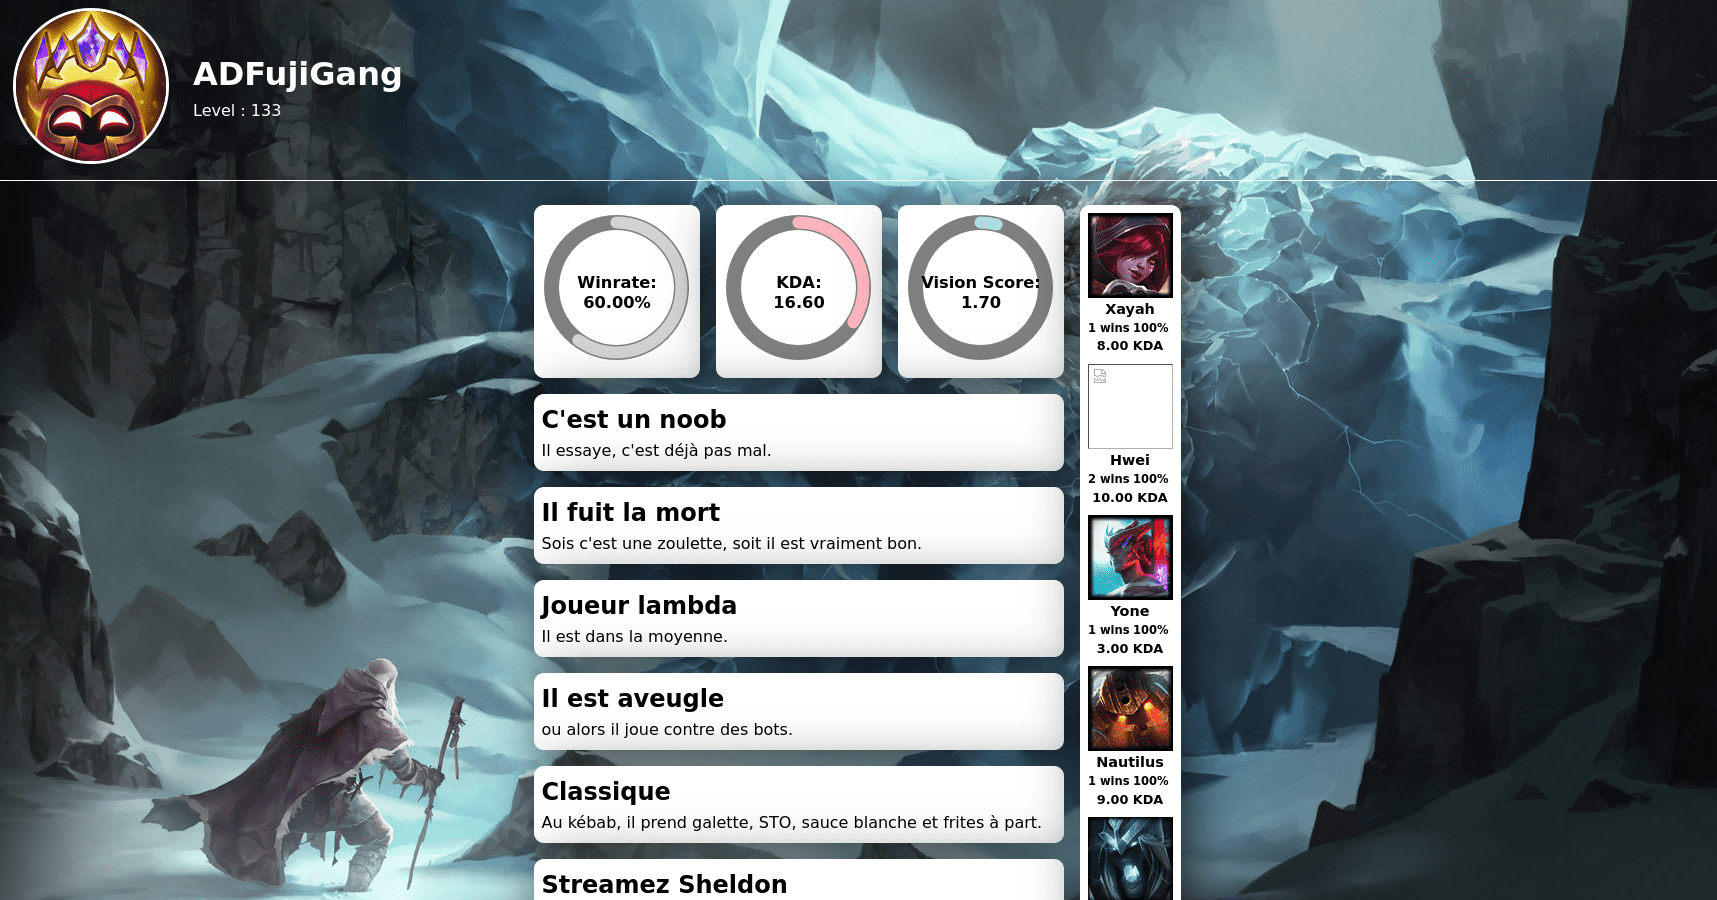 ADFujiGang
Level : 133
Winrate:
60.00%
KDA:
16.60
Vision Score:
1.70
C'est un noob
Il essaye, c'est déjà pas mal.
Il fuit la mort
Sois c'est une zoulette, soit il est vraiment bon.
Joueur lambda
Il est dans la moyenne.
Il est aveugle
ou alors il joue contre des bots.
Classique
Au kébab, il prend galette, STO, sauce blanche et frites à part.
Streamez Sheldon
Xayah
1 wins 100%
8.00 KDA
Hwei
2 wins 100%
10.00 KDA
Yone
1 wins 100%
3.00 KDA
Nautilus
1 wins 100%
9.00 KDA